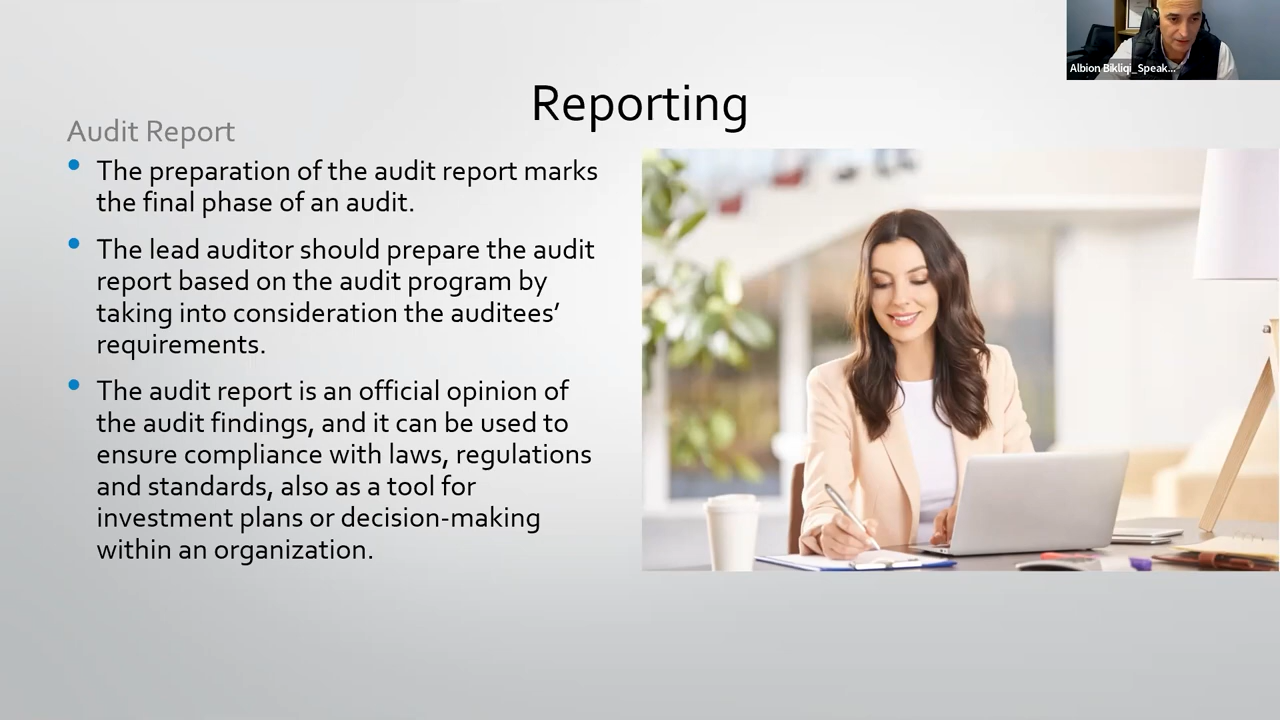 Albion Bikliqi_Speak...
Reporting
Audit Report
• The preparation of the audit report marks
the final phase of an audit.
• The lead auditor should prepare the audit
report based on the audit program by
taking into consideration the auditees’
requirements.
• The audit report is an official opinion of
the audit findings, and it can be used to
ensure compliance with laws, regulations
and standards, also as a tool for
investment plans or decision-making
within an organization.